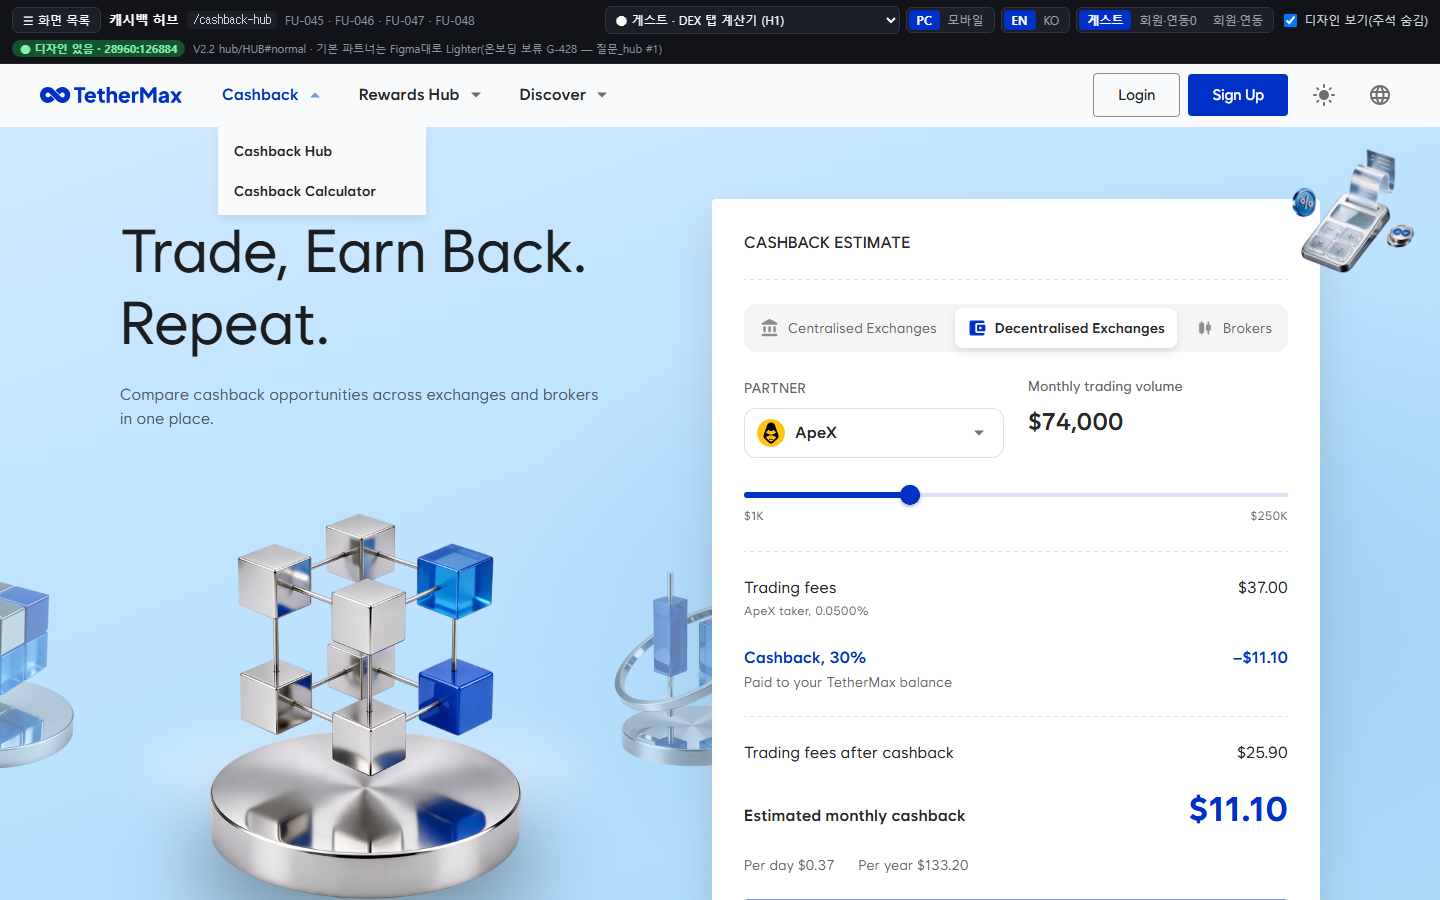 ☰ 화면 목록 캐시백 허브 /cashback-hub FU-045 · FU-046 · FU-047 · FU-048 ● 게스트 · DEX 탭 계산기 (H1) PC 모바일 EN KO 게스트 회원·연동0 회원·연동 디자인 보기(주석 숨김)
● 디자인 있음 · 28960:126884 V2.2 hub/HUB#normal · 기본 파트너는 Figma대로 Lighter(온보딩 보류 G-428 — 질문_hub #1)
TetherMax Cashback Rewards Hub Discover Login Sign Up
Cashback Hub
Cashback Calculator
Trade, Earn Back.
Repeat.
Compare cashback opportunities across exchanges and brokers
in one place.
CASHBACK ESTIMATE
Centralised Exchanges Decentralised Exchanges Brokers
PARTNER Monthly trading volume
ApeX $74,000
$1K $250K
Trading fees $37.00
ApeX taker, 0.0500%
Cashback, 30% –$11.10
Paid to your TetherMax balance
Trading fees after cashback $25.90
Estimated monthly cashback $11.10
Per day $0.37 Per year $133.20